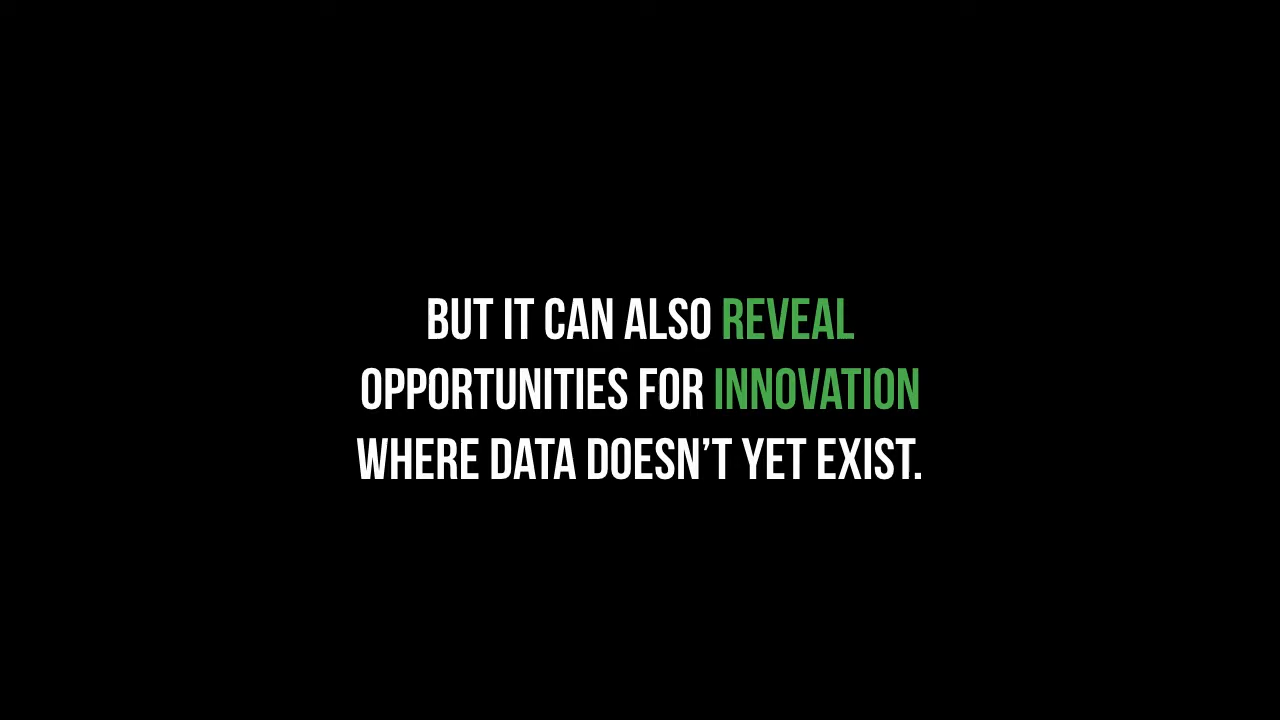 BUT IT CAN ALSO REVEAL
OPPORTUNITIES FOR INNOVATION
WHERE DATA DOESN’T YET EXIST.